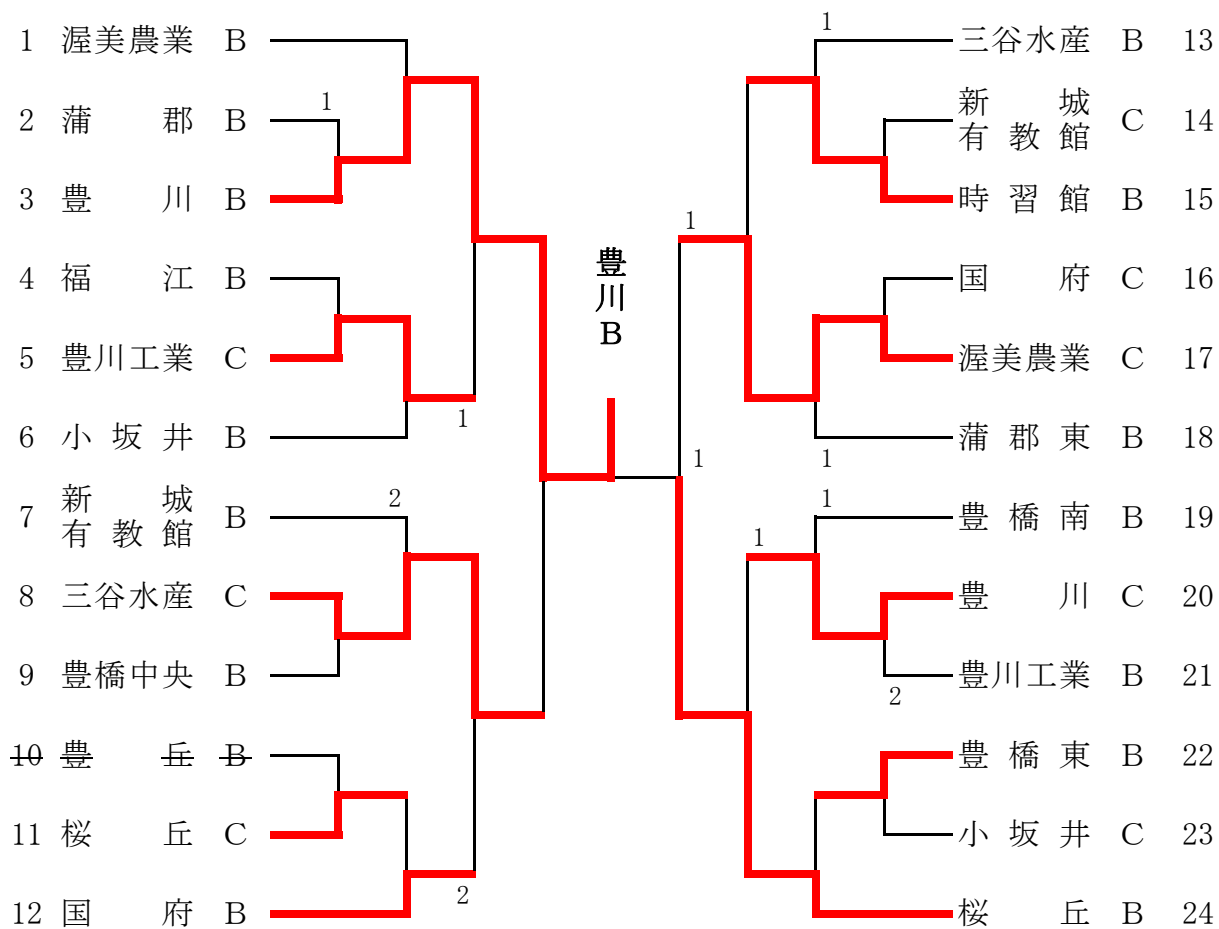 1 渥美農業 B
1
2 蒲郡 B
3 豊川 B
4 福江 B
5 豊川工業 C
1
6 小坂井 B
2
7 新城有教館 B
8 三谷水産 C
9 豊橋中央 B
10 豊丘 B
11 桜丘 C
2
12 国府 B
豊川B
1
1
三谷水産 B 13
新城有教館 C 14
時習館 B 15
1
国府 C 16
渥美農業 C 17
蒲郡東 B 18
1
1
豊橋南 B 19
1
豊川 C 20
豊川工業 B 21
2
豊橋東 B 22
小坂井 C 23
桜丘 B 24